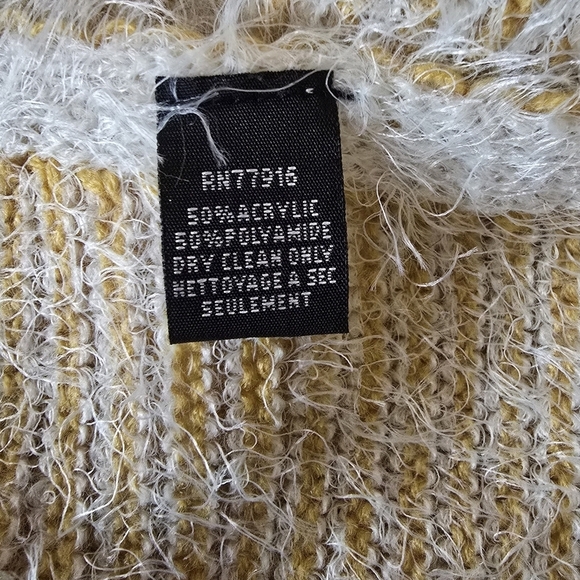 RN77916
50%ACRYLIC
50%POLYAMIDE
DRY CLEAN ONLY
NETTOYAGE A SEC
SEULEMENT